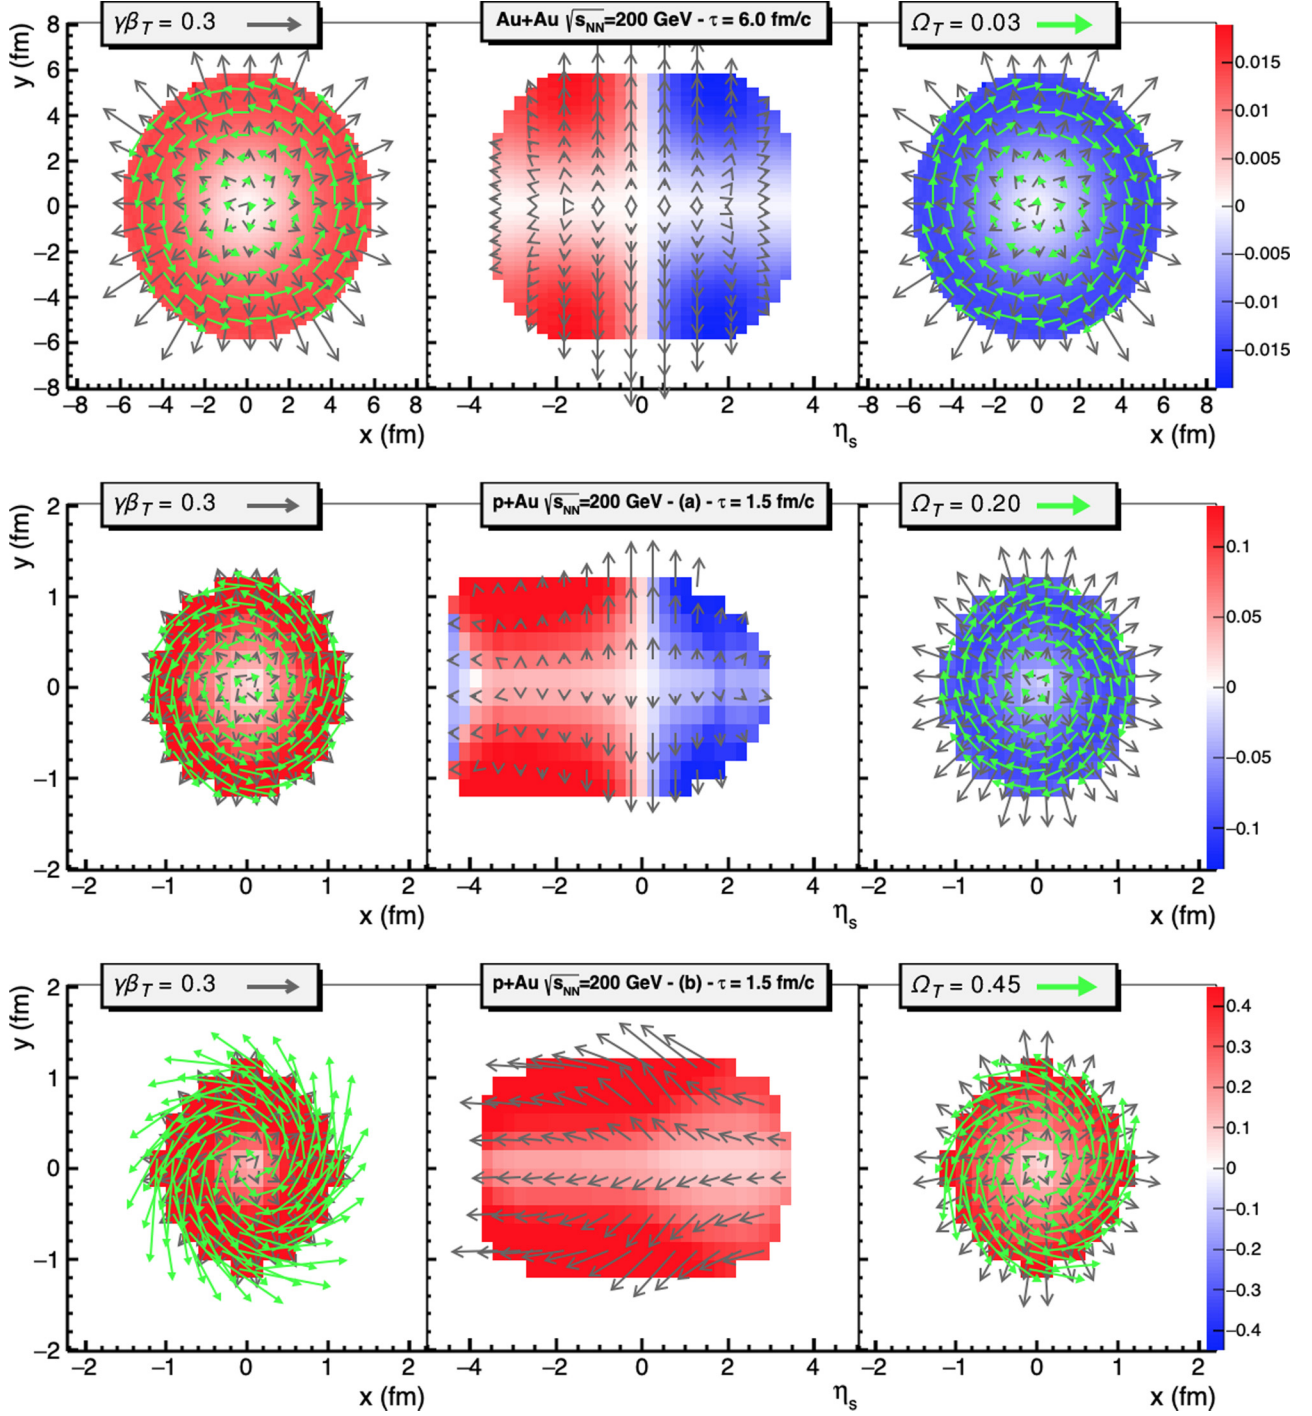 γβ_T = 0.3
Au+Au √s_NN=200 GeV - τ = 6.0 fm/c
Ω_T = 0.03
y (fm)
8
6
4
2
0
−2
−4
−6
−8
0.015
0.01
0.005
0
−0.005
−0.01
−0.015
−8 −6 −4 −2 0 2 4 6 8
−4 −2 0 2 4
−8 −6 −4 −2 0 2 4 6 8
x (fm)
η_s
x (fm)
γβ_T = 0.3
p+Au √s_NN=200 GeV - (a) - τ = 1.5 fm/c
Ω_T = 0.20
y (fm)
2
1
0
−1
−2
0.1
0.05
0
−0.05
−0.1
−2 −1 0 1 2
−4 −2 0 2 4
−2 −1 0 1 2
x (fm)
η_s
x (fm)
γβ_T = 0.3
p+Au √s_NN=200 GeV - (b) - τ = 1.5 fm/c
Ω_T = 0.45
y (fm)
2
1
0
−1
−2
0.4
0.3
0.2
0.1
0
−0.1
−0.2
−0.3
−0.4
−2 −1 0 1 2
−4 −2 0 2 4
−2 −1 0 1 2
x (fm)
η_s
x (fm)